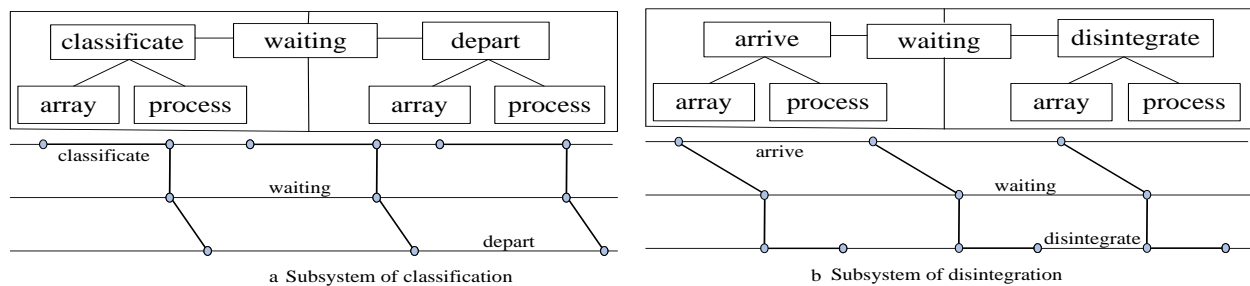 classificate waiting depart
array process array process
classificate
waiting
depart
a Subsystem of classification
arrive waiting disintegrate
array process array process
arrive
waiting
disintegrate
b Subsystem of disintegration